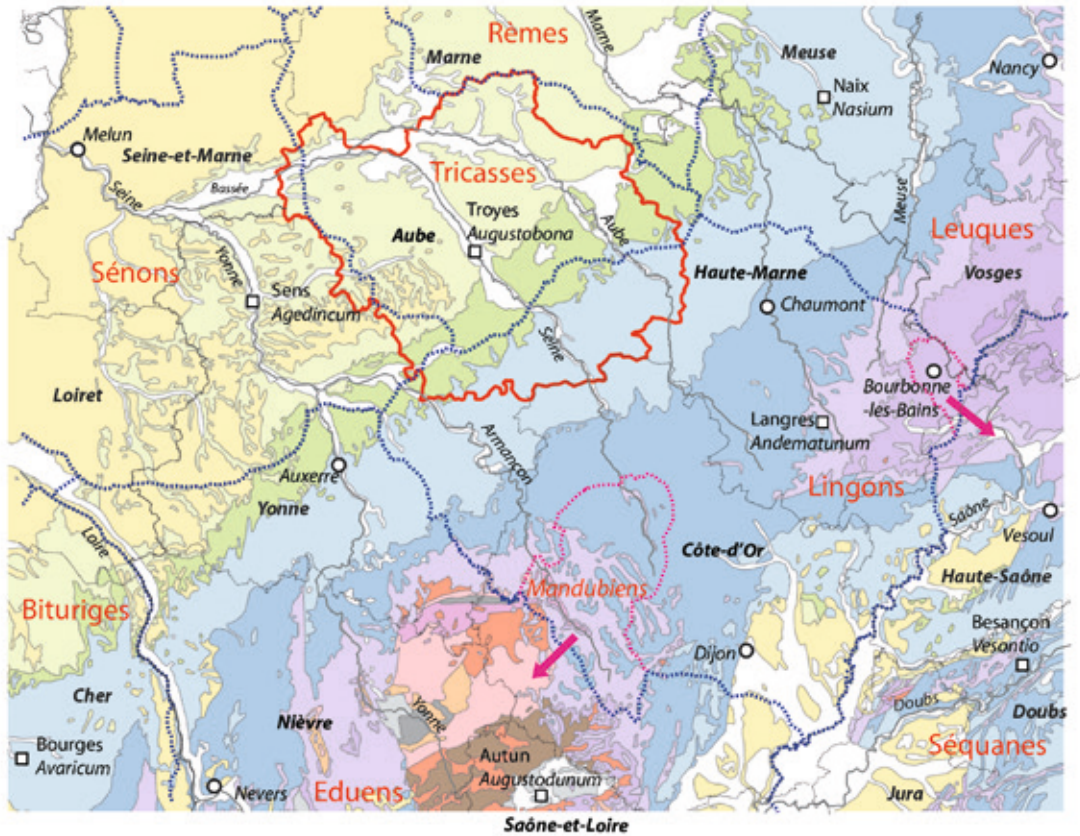 Rèmes
Marne
Marne
Meuse
Nancy
Naix
Nasium
Melun
Seine-et-Marne
Bassée
Seine
Tricasses
Meuse
Leuques
Troyes
Augustobona
Aube
Aube
Yonne
Sénons
Haute-Marne
Vosges
Sens
Agedincum
Chaumont
Seine
Loiret
Bourbonne
-les-Bains
Langres
Andematunum
Armançon
Auxerre
Lingons
Yonne
Saône
Vesoul
Loire
Côte-d'Or
Haute-Saône
Mandubiens
Bituriges
Besançon
Vesontio
Dijon
Cher
Nièvre
Yonne
Doubs
Doubs
Bourges
Avaricum
Autun
Augustodunum
Séquanes
Eduens
Nevers
Jura
Saône-et-Loire